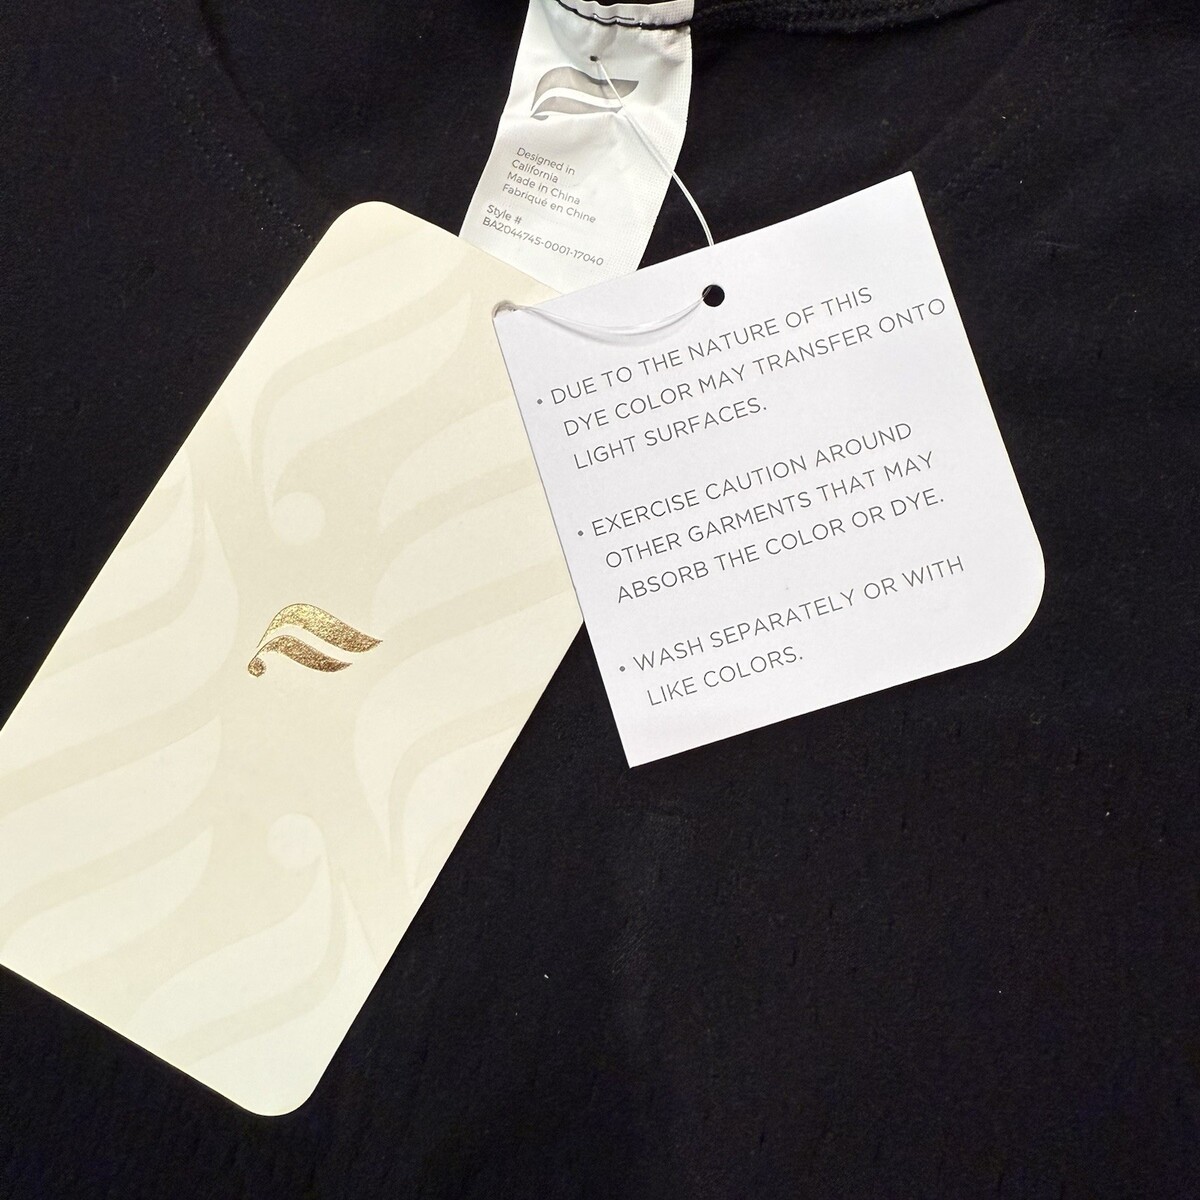 Designed in
California
Made in China
Fabriqué en Chine
Style #
BA2044745-0001-17040
• DUE TO THE NATURE OF THIS
DYE COLOR MAY TRANSFER ONTO
LIGHT SURFACES.
• EXERCISE CAUTION AROUND
OTHER GARMENTS THAT MAY
ABSORB THE COLOR OR DYE.
• WASH SEPARATELY OR WITH
LIKE COLORS.